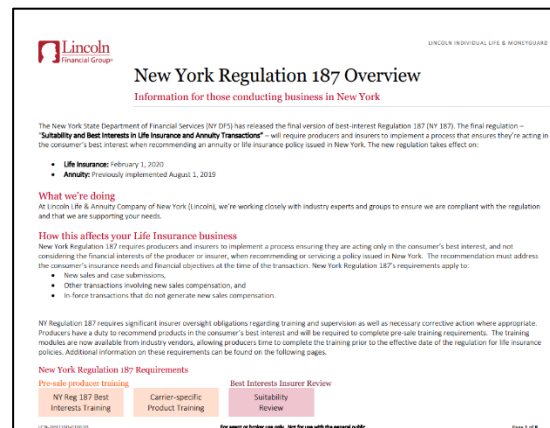 Lincoln
Financial Group®
LINCOLN INDIVIDUAL LIFE & MONEYGUARD
New York Regulation 187 Overview
Information for those conducting business in New York
The New York State Department of Financial Services (NY DFS) has released the final version of best-interest Regulation 187 (NY 187). The final regulation –
"Suitability and Best Interests in Life Insurance and Annuity Transactions" – will require producers and insurers to implement a process that ensures they're acting in
the consumer's best interest when recommending an annuity or life insurance policy issued in New York. The new regulation takes effect on:
• Life Insurance: February 1, 2020
• Annuity: Previously implemented August 1, 2019
What we're doing
At Lincoln Life & Annuity Company of New York (Lincoln), we're working closely with industry experts and groups to ensure we are compliant with the regulation
and that we are supporting your needs.
How this affects your Life Insurance business
New York Regulation 187 requires producers and insurers to implement a process ensuring they are acting only in the consumer's best interest, and not
considering the financial interests of the producer or insurer, when recommending or servicing a policy issued in New York. The recommendation must address
the consumer's insurance needs and financial objectives at the time of the transaction. New York Regulation 187's requirements apply to:
• New sales and case submissions,
• Other transactions involving new sales compensation, and
• In-force transactions that do not generate new sales compensation.
NY Regulation 187 requires significant insurer oversight obligations regarding training and supervision as well as necessary corrective action where appropriate.
Producers have a duty to recommend products in the consumer's best interest and will be required to complete pre-sale training requirements. The training
modules are now available from industry vendors, allowing producers time to complete the training prior to the effective date of the regulation for life insurance
policies. Additional information on these requirements can be found on the following pages.
New York Regulation 187 Requirements
Pre-sale producer training
Best Interests Insurer Review
NY Reg 187 Best
Interests Training
Carrier-specific
Product Training
Suitability
Review
For agent or broker use only. Not for use with the general public.